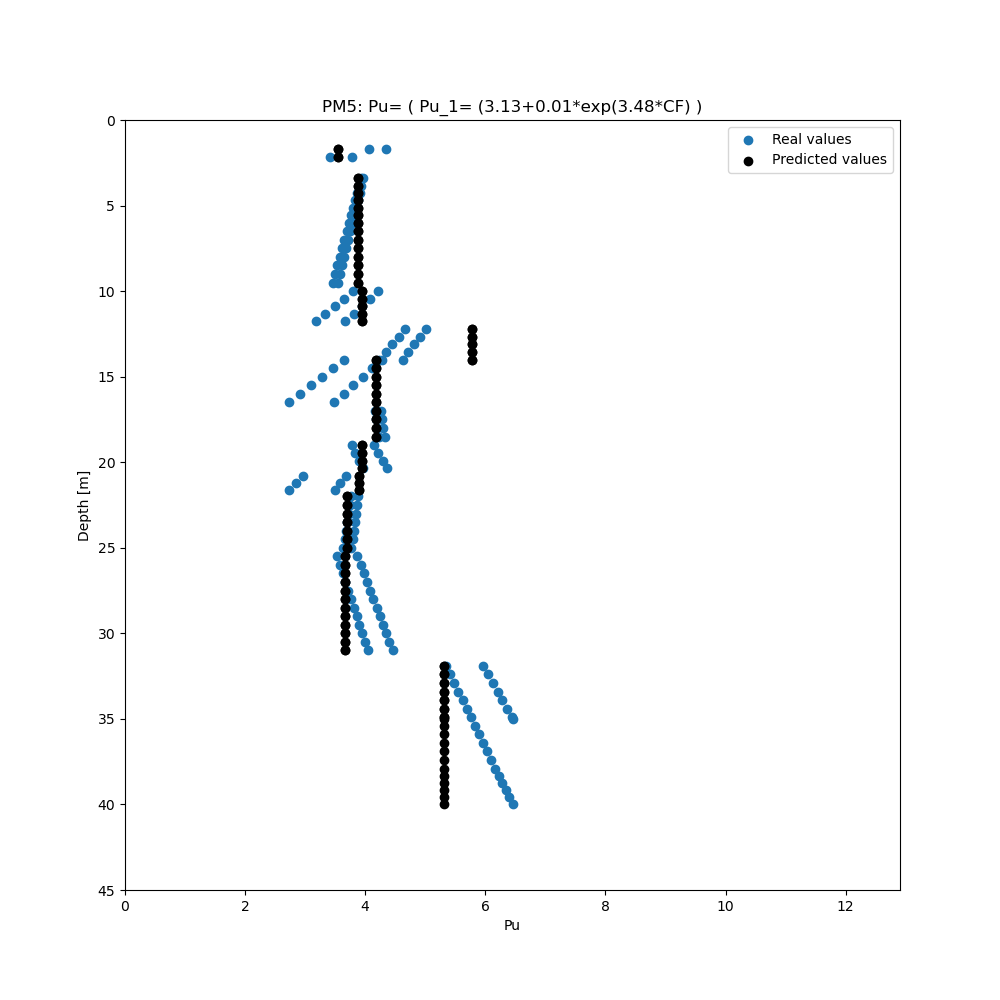 PM5: Pu= ( Pu_1= (3.13+0.01*exp(3.48*CF) )
Real values
Predicted values
0
5
10
15
20
25
30
35
40
45
Depth [m]
0 2 4 6 8 10 12
Pu